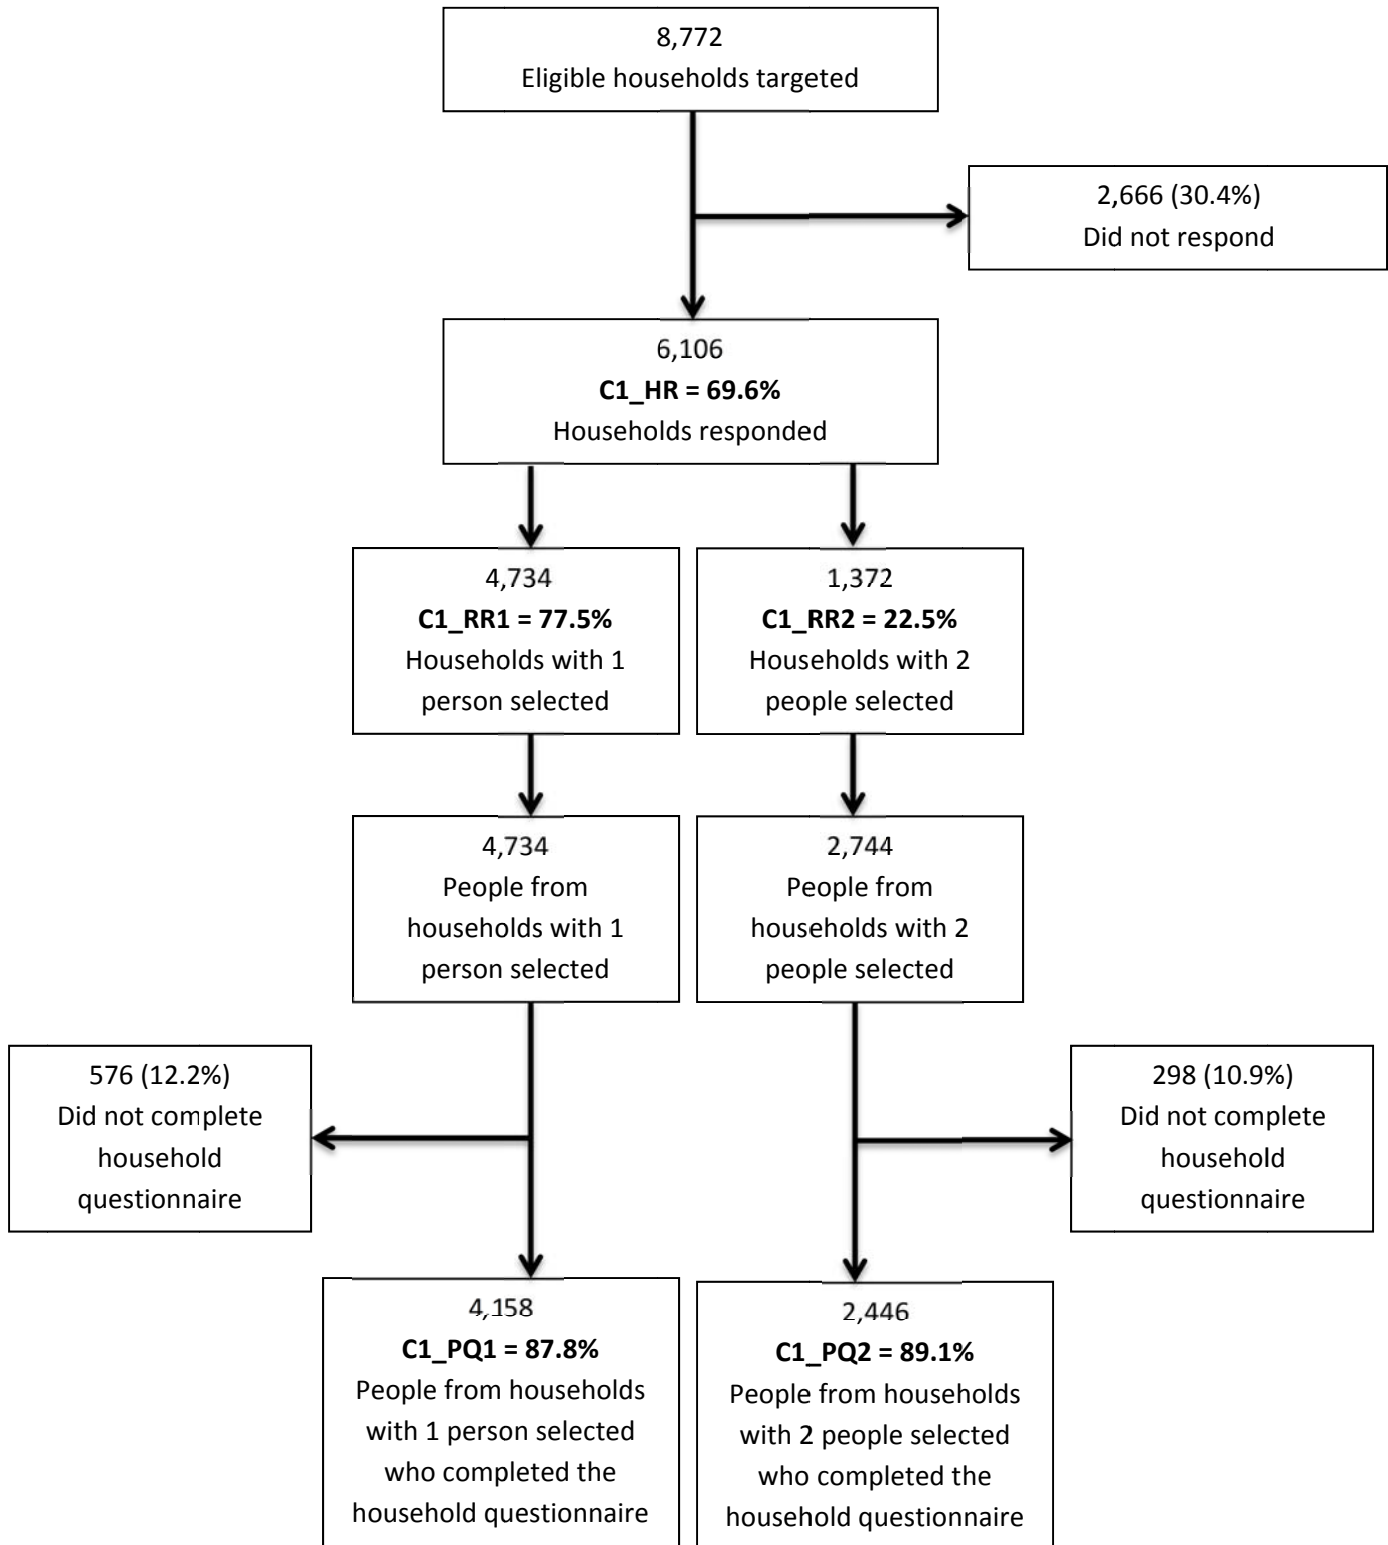 8,772
Eligible households targeted
2,666 (30.4%)
Did not respond
6,106
C1_HR = 69.6%
Households responded
4,734
C1_RR1 = 77.5%
Households with 1
person selected
1,372
C1_RR2 = 22.5%
Households with 2
people selected
4,734
People from
households with 1
person selected
2,744
People from
households with 2
people selected
576 (12.2%)
Did not complete
household
questionnaire
298 (10.9%)
Did not complete
household
questionnaire
4,158
C1_PQ1 = 87.8%
People from households
with 1 person selected
who completed the
household questionnaire
2,446
C1_PQ2 = 89.1%
People from households
with 2 people selected
who completed the
household questionnaire